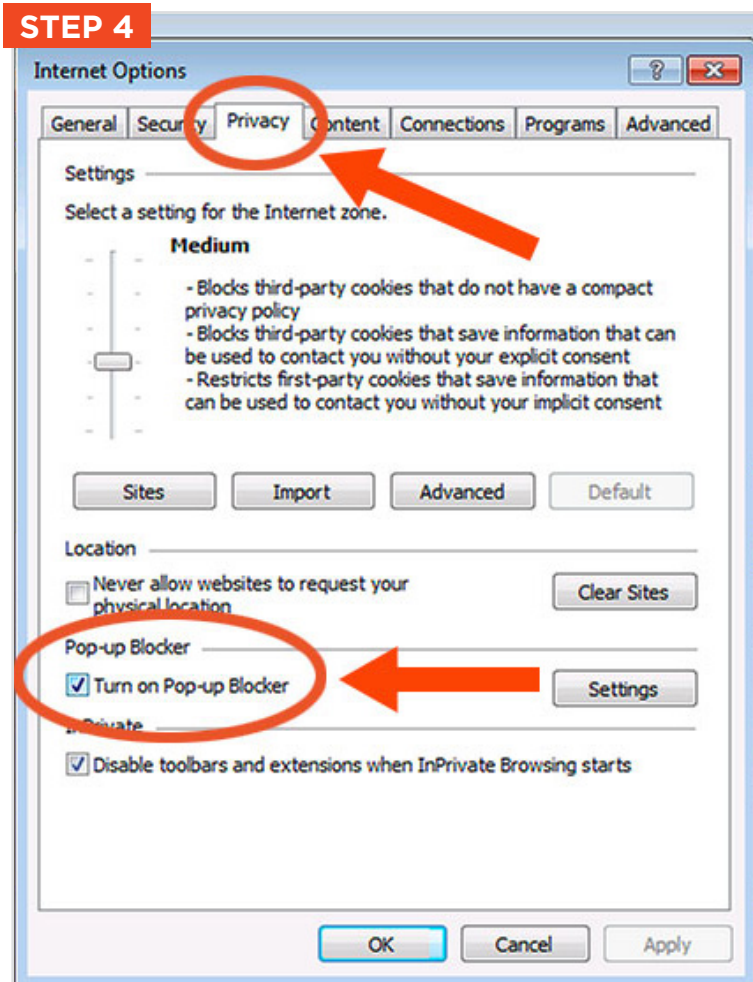 STEP 4
Internet Options
General Security Privacy Content Connections Programs Advanced
Settings
Select a setting for the Internet zone.
Medium
- Blocks third-party cookies that do not have a compact
privacy policy
- Blocks third-party cookies that save information that can
be used to contact you without your explicit consent
- Restricts first-party cookies that save information that
can be used to contact you without your implicit consent
Sites Import Advanced Default
Location
Never allow websites to request your
physical location
Clear Sites
Pop-up Blocker
Turn on Pop-up Blocker
Settings
InPrivate
Disable toolbars and extensions when InPrivate Browsing starts
OK Cancel Apply